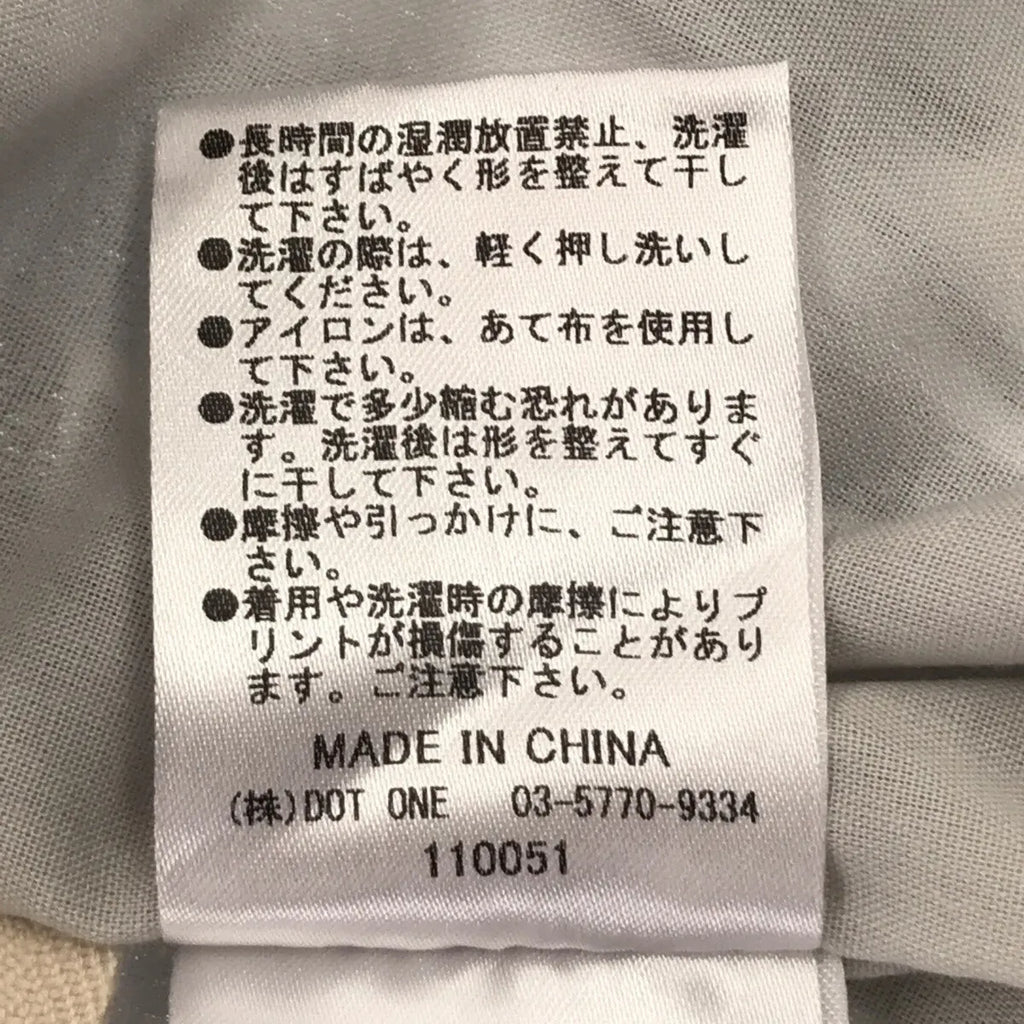 ●長時間の湿潤放置禁止、洗濯
後はすばやく形を整えて干し
て下さい。
●洗濯の際は、軽く押し洗いし
てください。
●アイロンは、あて布を使用し
て下さい。
●洗濯で多少縮む恐れがありま
す。洗濯後は形を整えてすぐ
に干して下さい。
●摩擦や引っかけに、ご注意下
さい。
●着用や洗濯時の摩擦によりプ
リントが損傷することがあり
ます。ご注意下さい。
MADE IN CHINA
(株)DOT ONE 03-5770-9334
110051